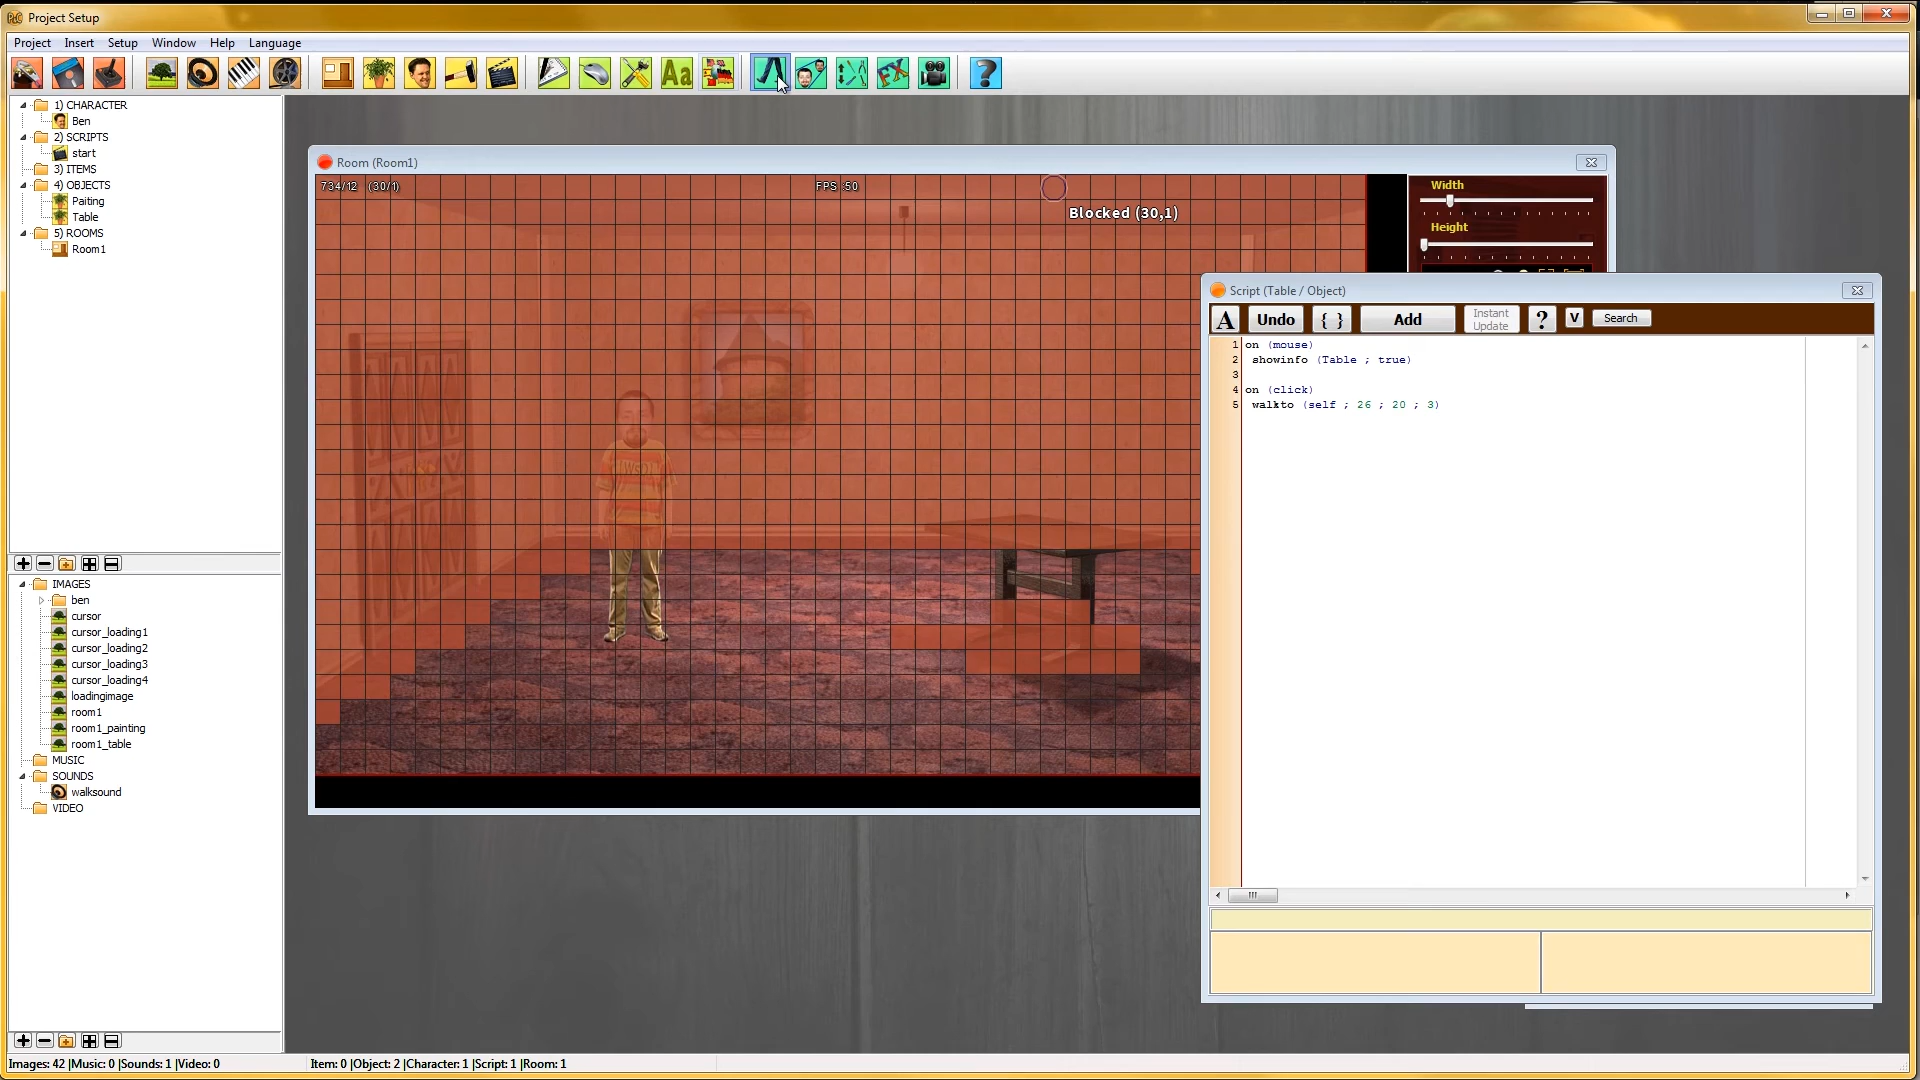 Project Setup
Project Insert Setup Window Help Language
Aa
FX
?
1) CHARACTER
Ben
2) SCRIPTS
start
3) ITEMS
4) OBJECTS
Paiting
Table
5) ROOMS
Room1
IMAGES
ben
cursor
cursor_loading1
cursor_loading2
cursor_loading3
cursor_loading4
loadingimage
room1
room1_painting
room1_table
MUSIC
SOUNDS
walksound
VIDEO
Room (Room1)
734/12 (30/1)
FPS :50
Blocked (30,1)
Width
Height
Script (Table / Object)
A Undo { } Add Instant Update ? V Search
1 on (mouse)
2 showinfo (Table ; true)
3
4 on (click)
5 walkto (self ; 26 ; 20 ; 3)
Images: 42 |Music: 0 |Sounds: 1 |Video: 0
Item: 0 |Object: 2 |Character: 1 |Script: 1 |Room: 1